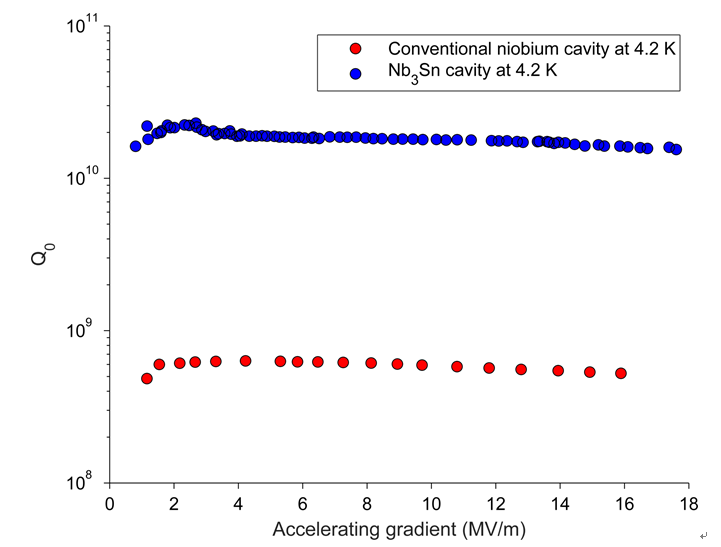 10¹¹
Conventional niobium cavity at 4.2 K
Nb₃Sn cavity at 4.2 K
10¹⁰
Q₀
10⁹
10⁸
0 2 4 6 8 10 12 14 16 18
Accelerating gradient (MV/m)